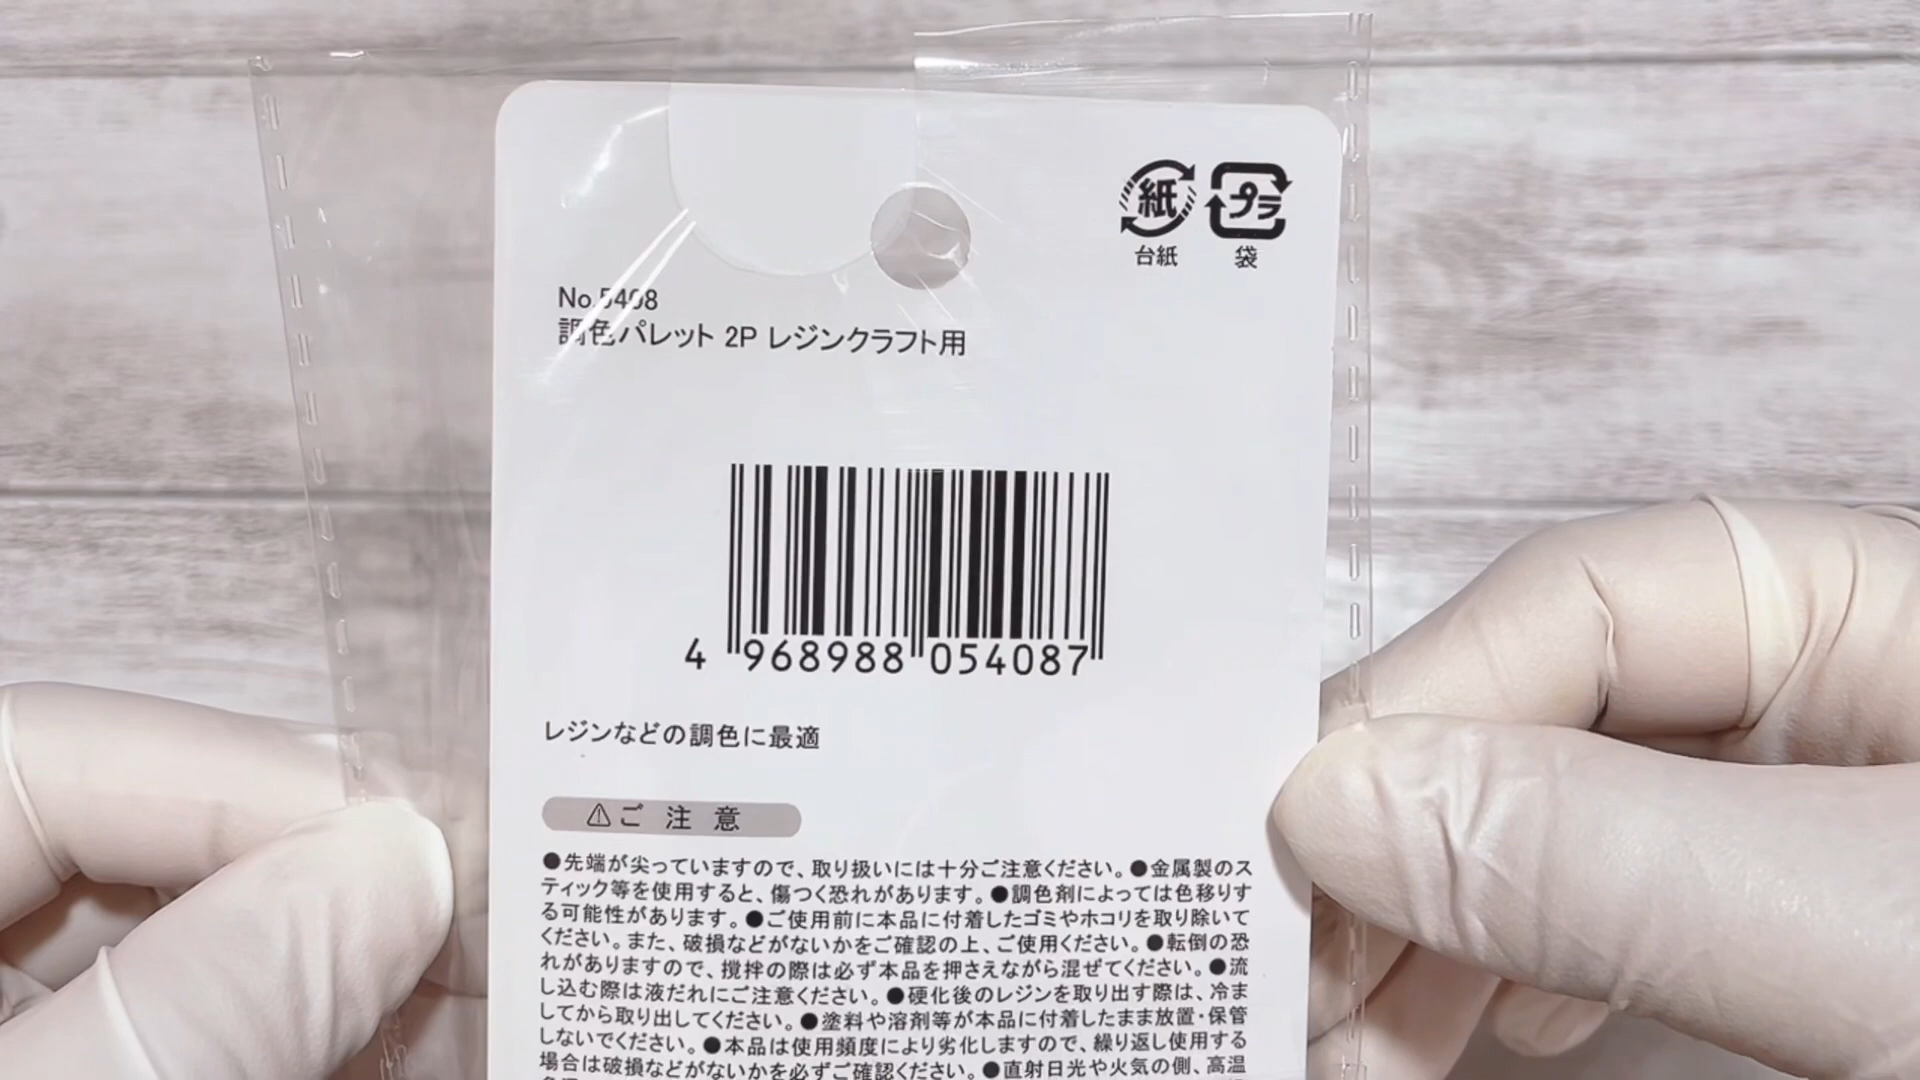 紙 プラ
台紙 袋
No.5408
調色パレット 2P レジンクラフト用
4 968988 054087
レジンなどの調色に最適
⚠ご注意
●先端が尖っていますので、取り扱いには十分ご注意ください。●金属製のス
ティック等を使用すると、傷つく恐れがあります。●調色剤によっては色移りす
る可能性があります。●ご使用前に本品に付着したゴミやホコリを取り除いて
ください。また、破損などがないかをご確認の上、ご使用ください。●転倒の恐
れがありますので、撹拌の際は必ず本品を押さえながら混ぜてください。●流
し込む際は液だれにご注意ください。●硬化後のレジンを取り出す際は、冷ま
してから取り出してください。●塗料や溶剤等が本品に付着したまま放置・保管
しないでください。●本品は使用頻度により劣化しますので、繰り返し使用する
場合は破損などがないかを必ずご確認ください。●直射日光や火気の側、高温